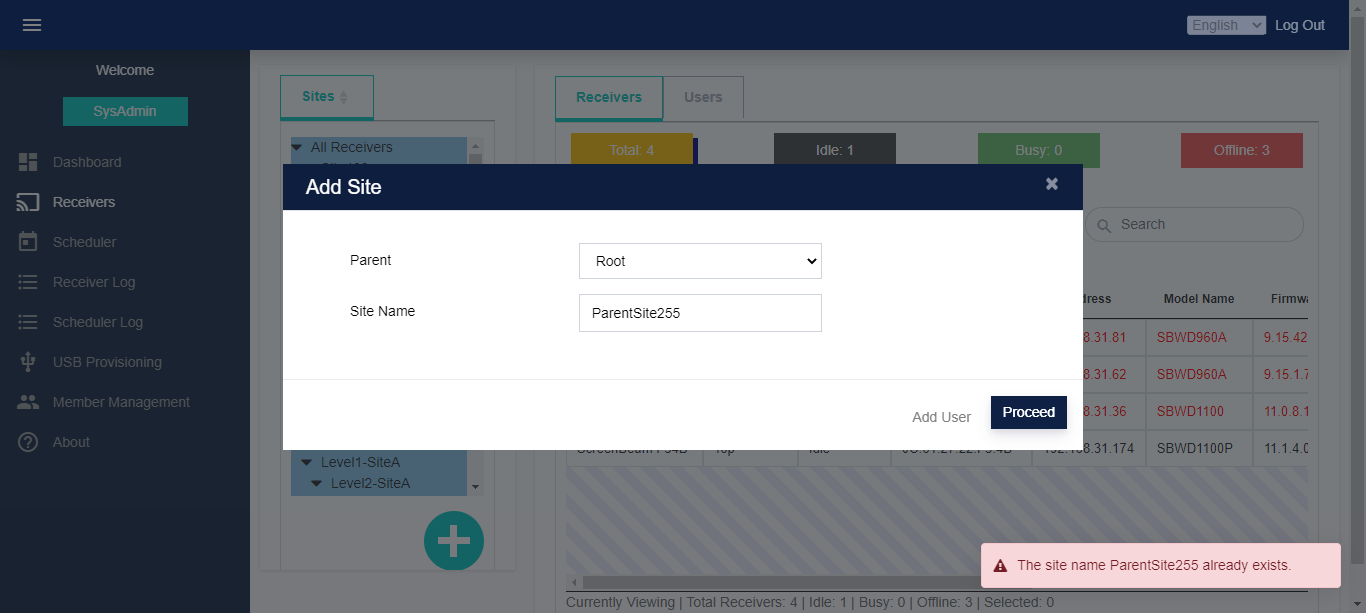 English
Log Out
Welcome
SysAdmin
Dashboard
Receivers
Scheduler
Receiver Log
Scheduler Log
USB Provisioning
Member Management
About
Sites
All Receivers
Level1-SiteA
Level2-SiteA
Receivers
Users
Total: 4
Idle: 1
Busy: 0
Offline: 3
Search
Add Site
Parent
Root
Site Name
ParentSite255
Add User
Proceed
Model Name
8.31.81 SBWD960A 9.15.42
8.31.62 SBWD960A 9.15.1.7
8.31.36 SBWD1100 11.0.8.1
31.174 SBWD1100P 11.1.4.0
The site name ParentSite255 already exists.
Currently Viewing | Total Receivers: 4 | Idle: 1 | Busy: 0 | Offline: 3 | Selected: 0